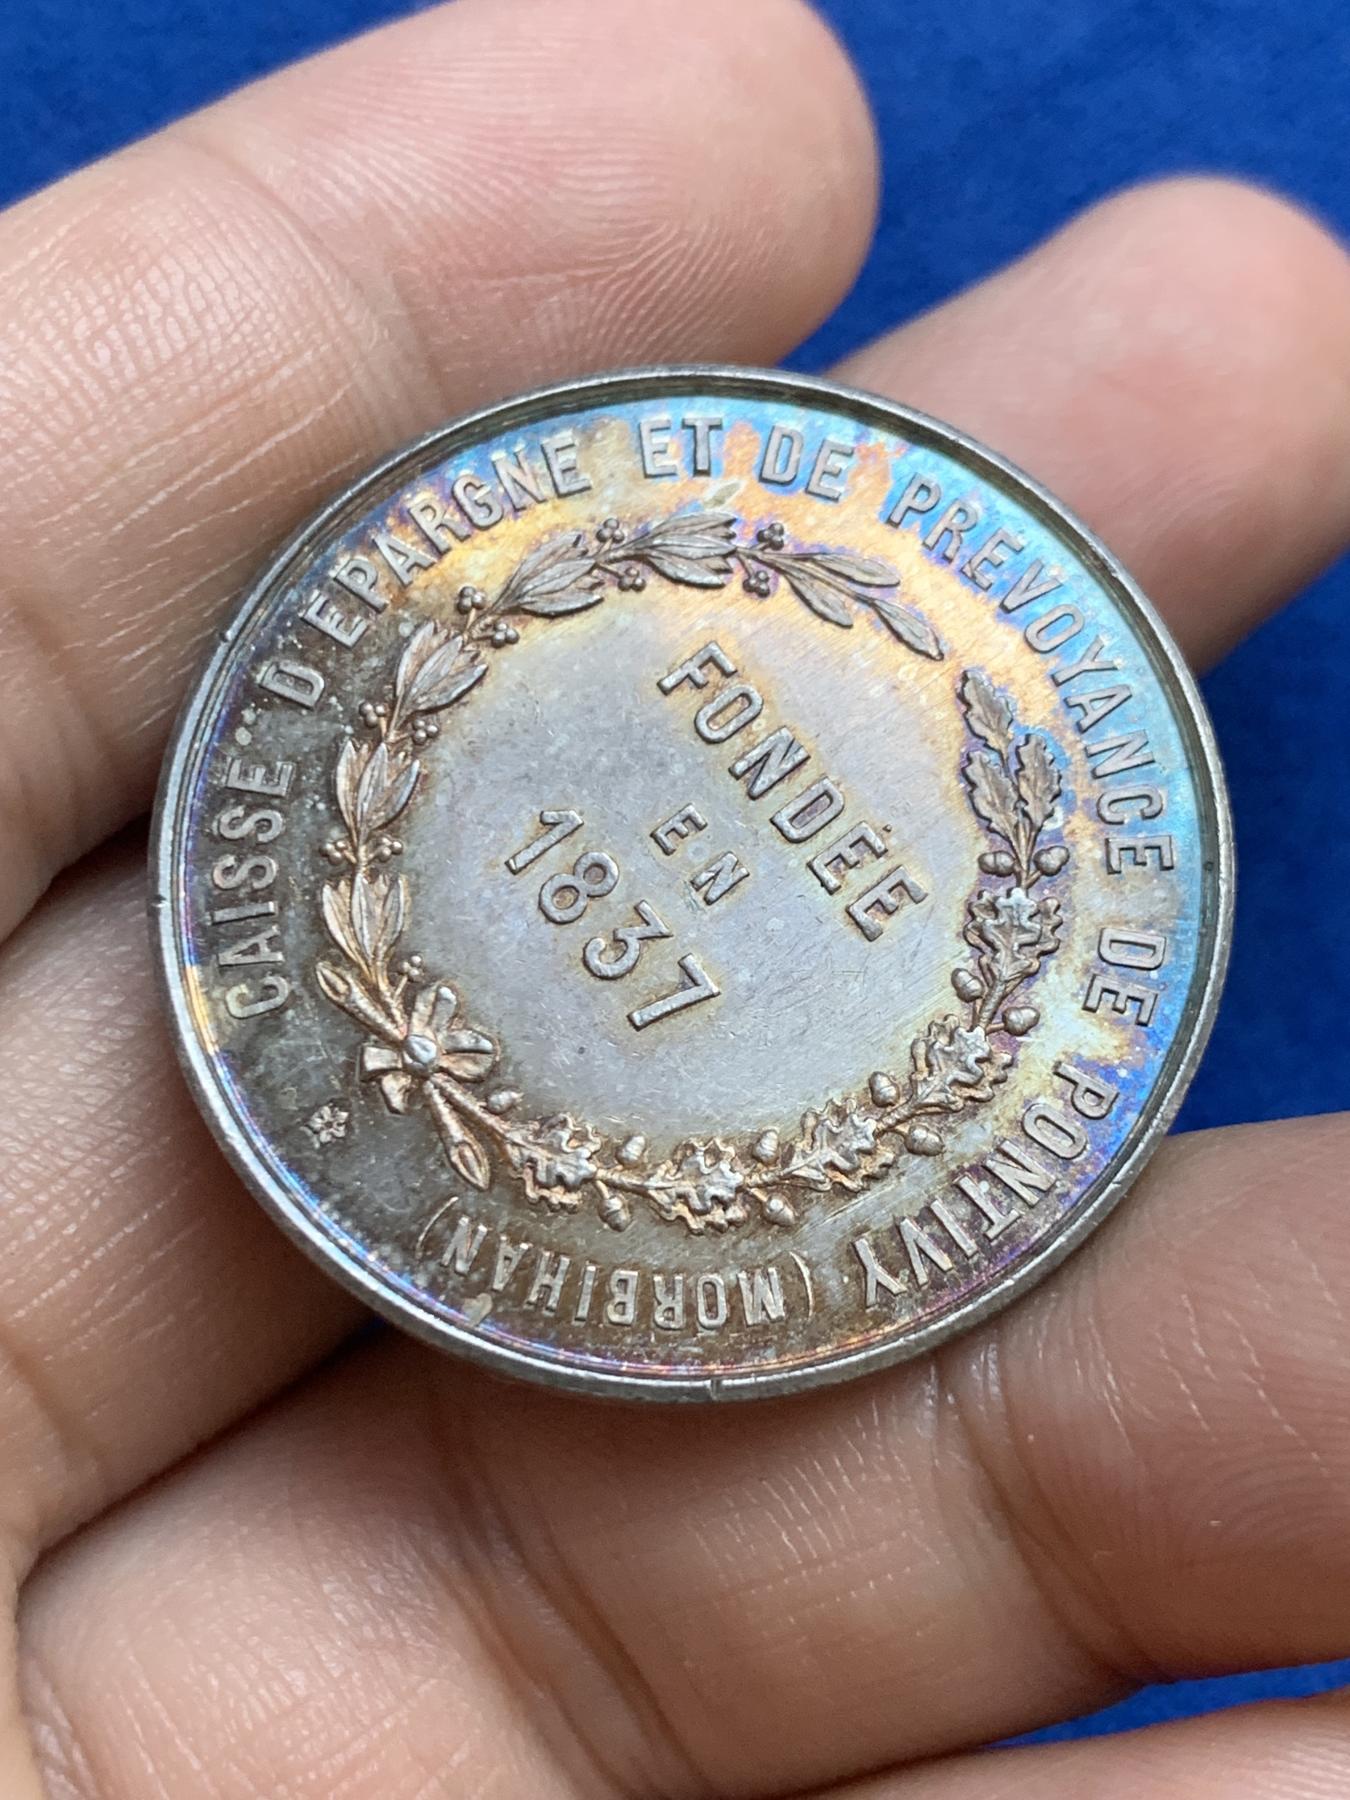 CAISSE D'EPARGNE ET DE PREVOYANCE DE PONTIVY (MORBIHAN)
FONDÉE
EN
1837